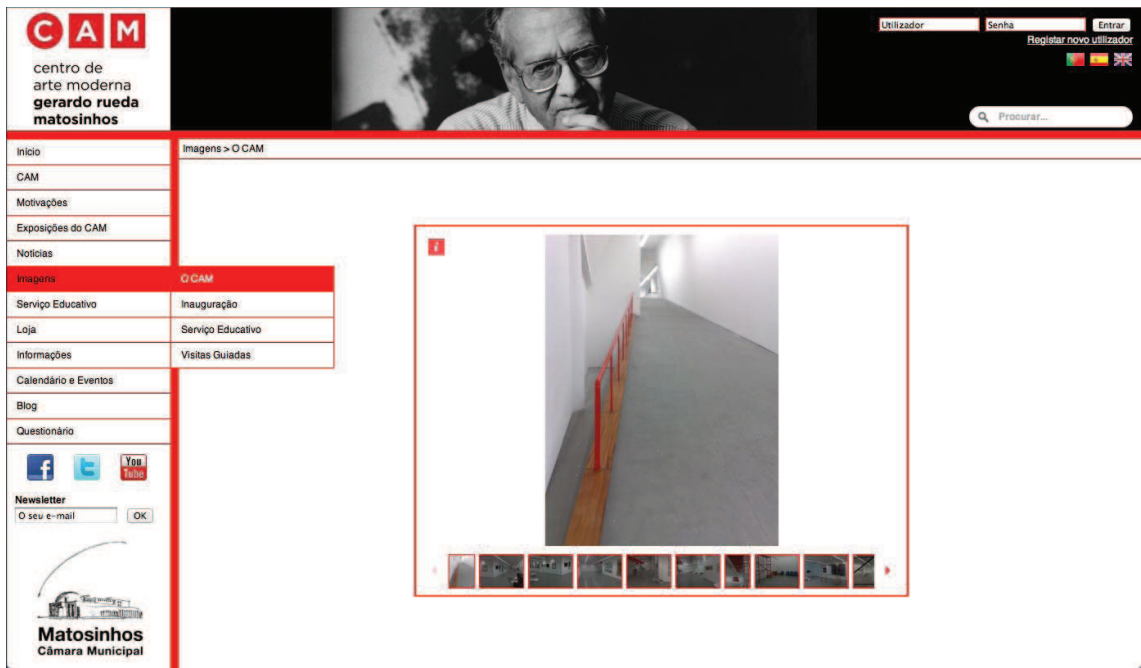 CAM
centro de
arte moderna
gerardo rueda
matosinhos
Utilizador
Senha
Entrar
Registar novo utilizador
Procurar...
Imagens > O CAM
Início
CAM
Motivações
Exposições do CAM
Noticias
Imagens
O CAM
Serviço Educativo
Inauguração
Loja
Serviço Educativo
Informações
Visitas Guiadas
Calendário e Eventos
Blog
Questionário
f
t
You
Tube
Newsletter
O seu e-mail
OK
i
Matosinhos
Câmara Municipal